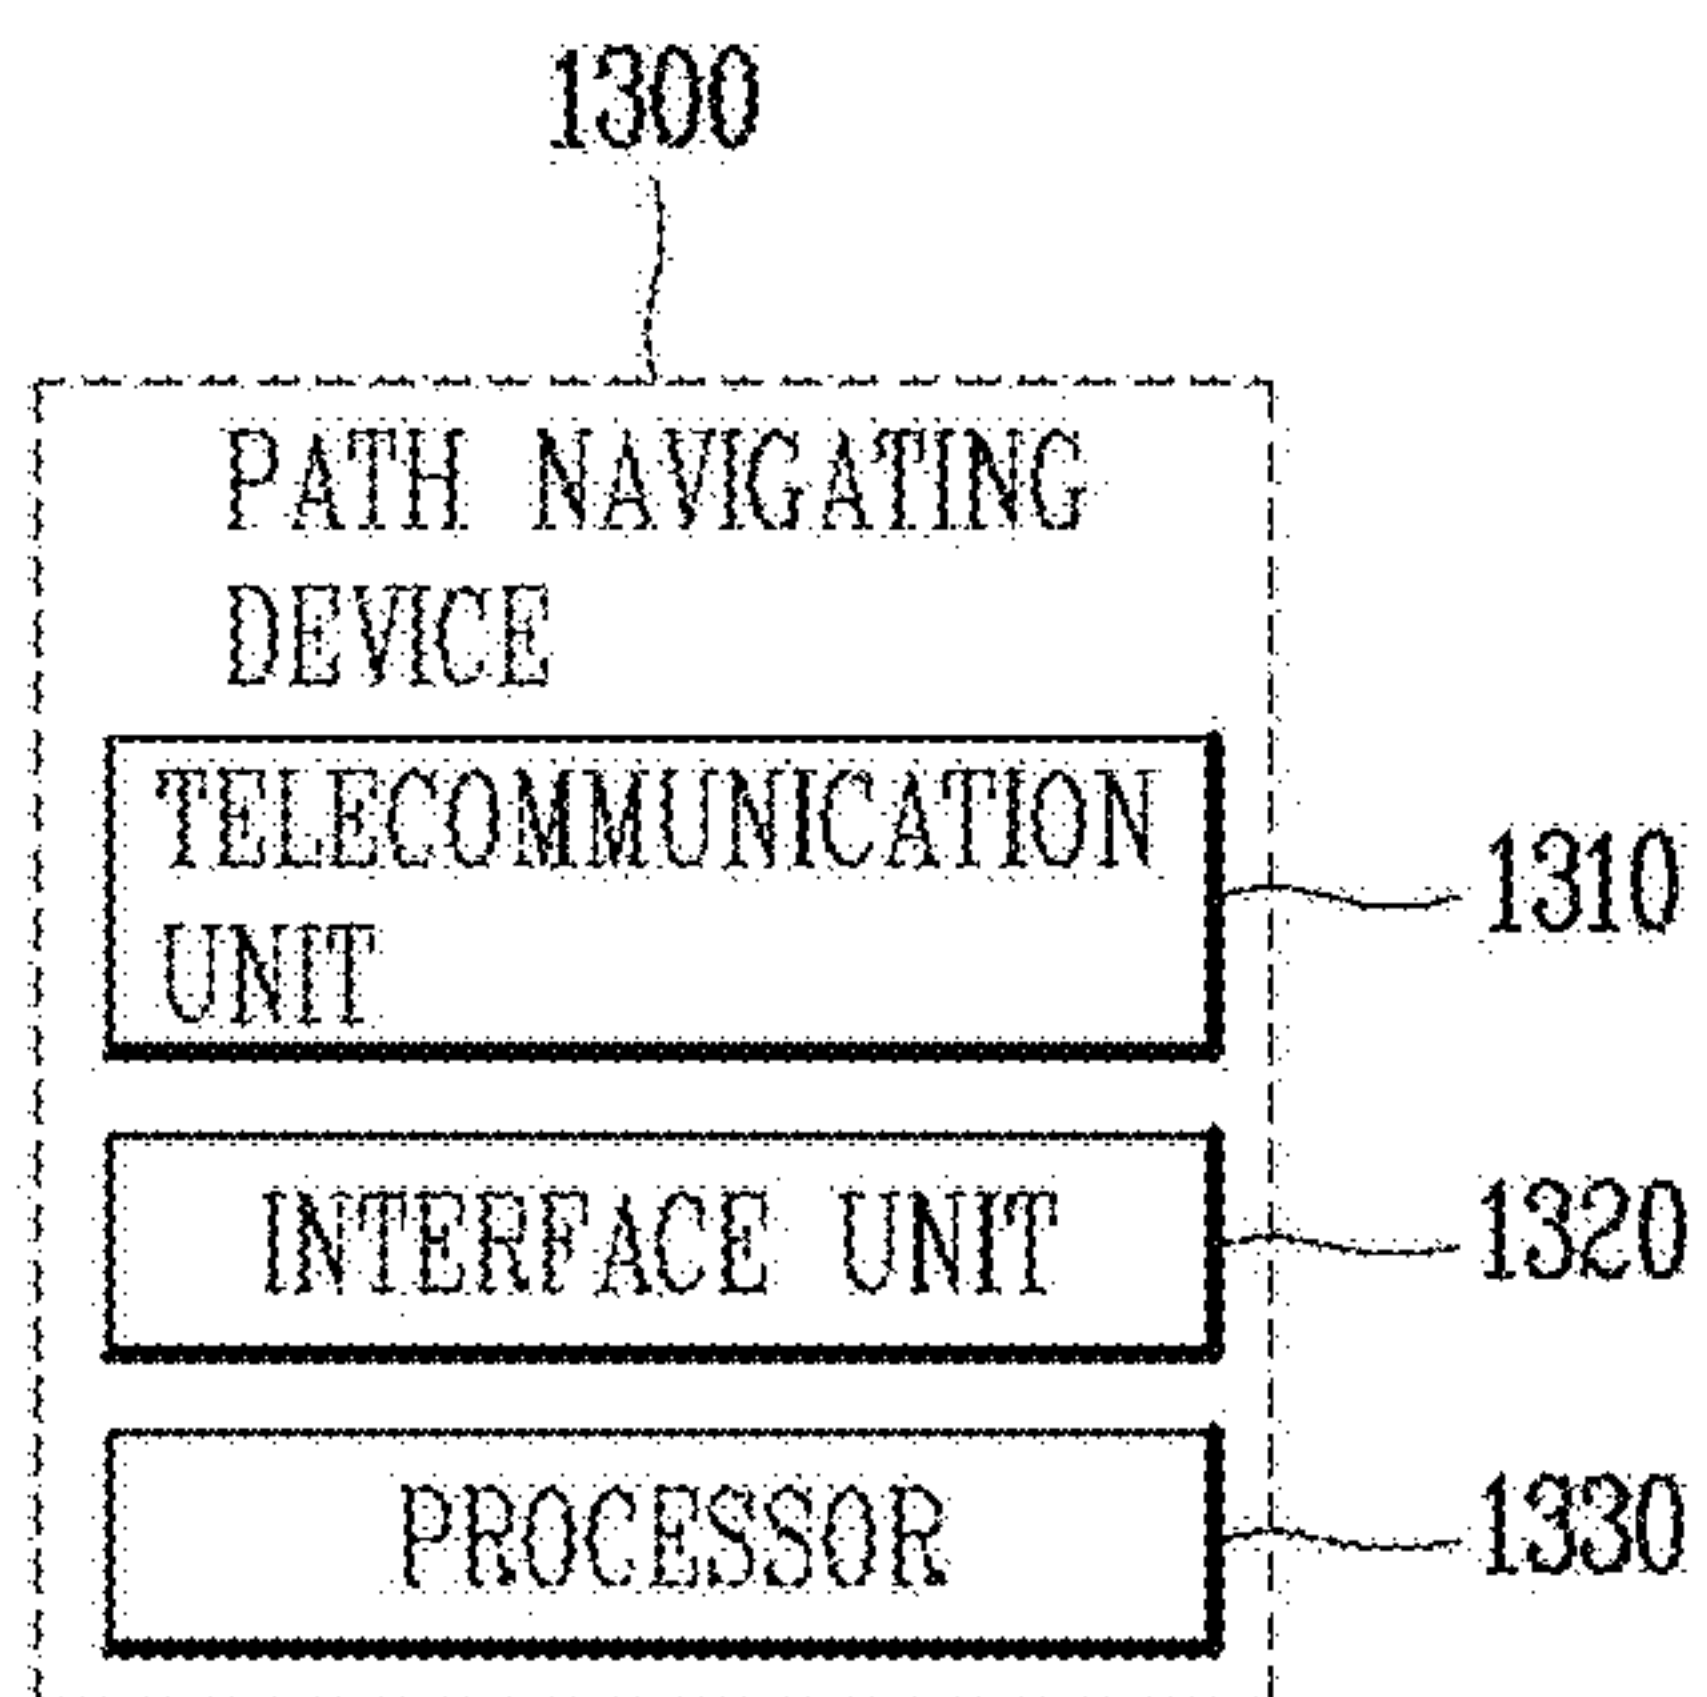 1300
PATH NAVIGATING
DEVICE
TELECOMMUNICATION
UNIT
1310
INTERFACE UNIT
1320
PROCESSOR
1330